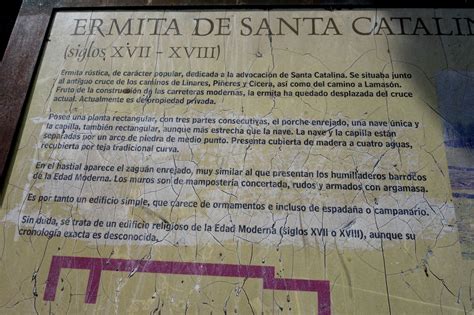 ERMITA DE SANTA CATALIN
(siglos XVII - XVIII)
Ermita rústica, de carácter popular, dedicada a la advocación de Santa Catalina. Se situaba junto
al antiguo cruce de los caminos de Linares, Piñeres y Cicera, así como del camino a Lamasón.
Fruto de la construcción de las carreteras modernas, la ermita ha quedado desplazada del cruce
actual. Actualmente es de propiedad privada.
Posee una planta rectangular, con tres partes consecutivas, el porche enrejado, una nave única y
la capilla, también rectangular, aunque más estrecha que la nave. La nave y la capilla están
separadas por un arco de piedra de medio punto. Presenta cubierta de madera a cuatro aguas,
recubierta por teja tradicional curva.
En el hastial aparece el zaguán enrejado, muy similar al que presentan los humilladeros barrocos
de la Edad Moderna. Los muros son de mampostería concertada, rudos y armados con argamasa.
Es por tanto un edificio simple, que carece de ornamentos e incluso de espadaña o campanario.
Sin duda, se trata de un edificio religioso de la Edad Moderna (siglos XVII o XVIII), aunque su
cronología exacta es desconocida.